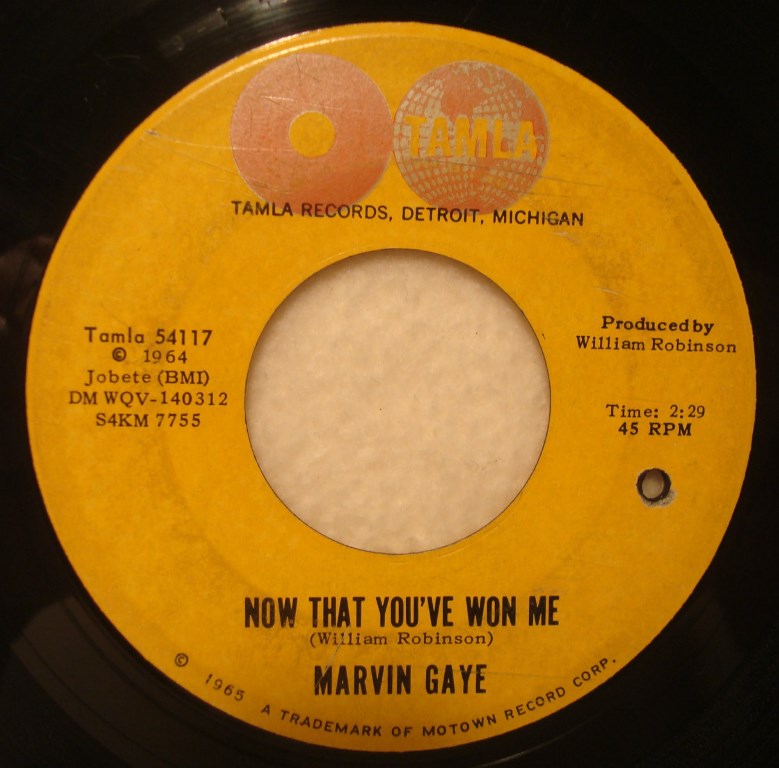 TAMLA
TAMLA RECORDS, DETROIT, MICHIGAN
Tamla 54117
© 1964
Jobete (BMI)
DM WQV-140312
S4KM 7755
Produced by
William Robinson
Time: 2:29
45 RPM
NOW THAT YOU'VE WON ME
(William Robinson)
MARVIN GAYE
© 1965 A TRADEMARK OF MOTOWN RECORD CORP.